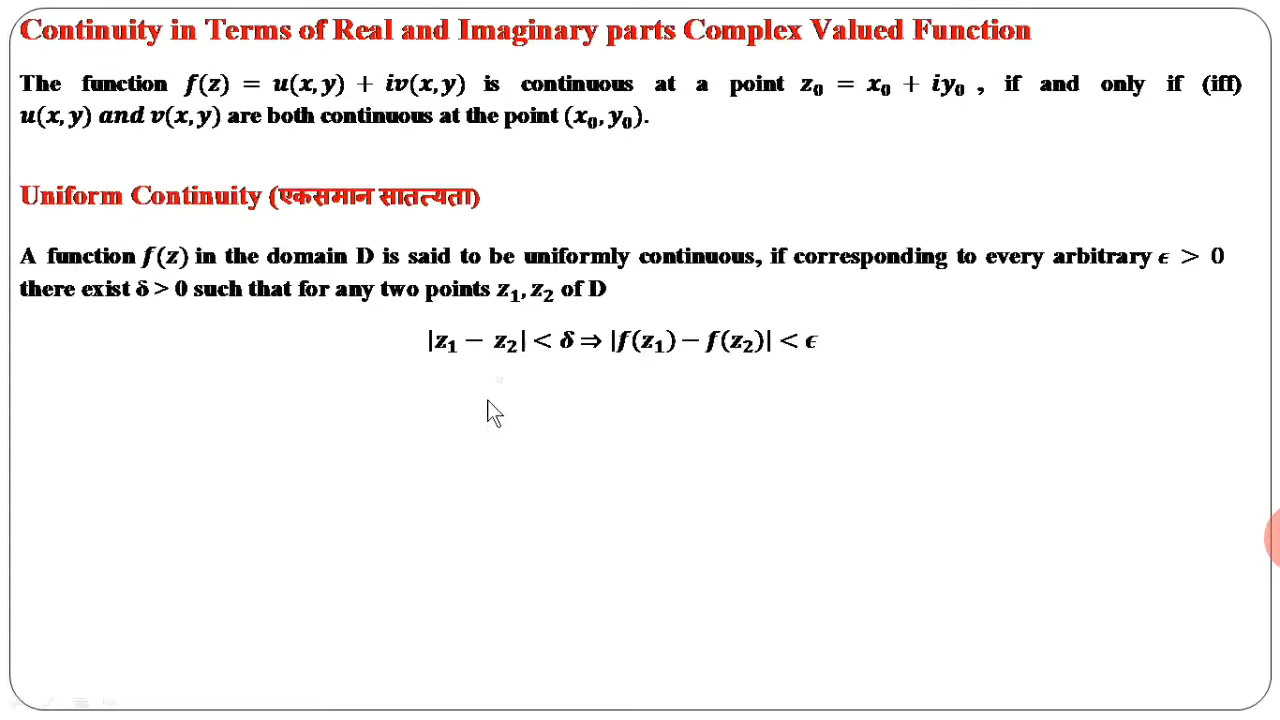 Continuity in Terms of Real and Imaginary parts Complex Valued Function
The function f(z) = u(x, y) + iv(x, y) is continuous at a point z₀ = x₀ + iy₀ , if and only if (iff)
u(x, y) and v(x, y) are both continuous at the point (x₀, y₀).
Uniform Continuity (एकसमान सातत्यता)
A function f(z) in the domain D is said to be uniformly continuous, if corresponding to every arbitrary ϵ > 0
there exist δ > 0 such that for any two points z₁, z₂ of D
|z₁ − z₂| < δ ⇒ |f(z₁) − f(z₂)| < ϵ